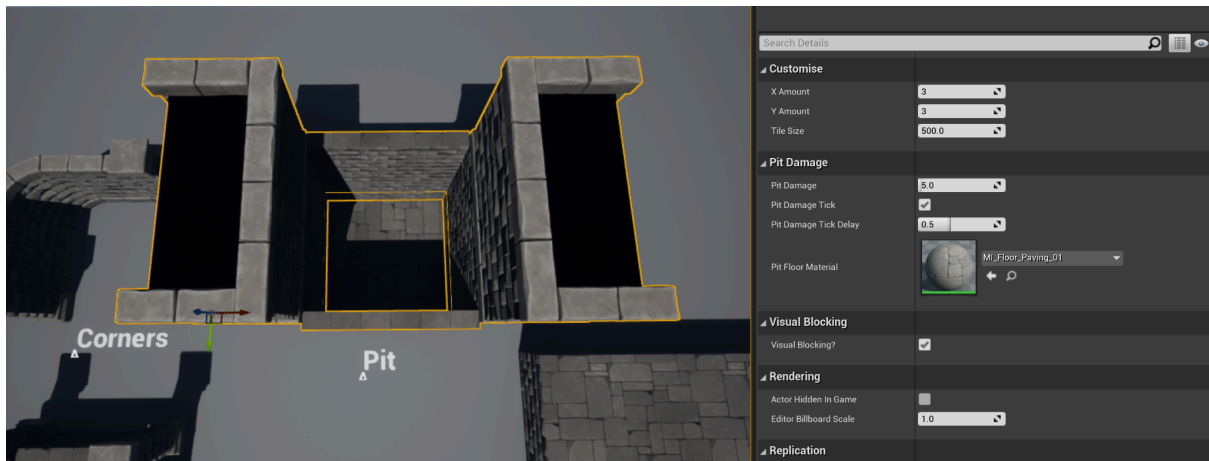 Corners
Pit
Search Details
Customise
X Amount 3
Y Amount 3
Tile Size 500.0
Pit Damage
Pit Damage 5.0
Pit Damage Tick
Pit Damage Tick Delay 0.5
Pit Floor Material MI_Floor_Paving_01
Visual Blocking
Visual Blocking?
Rendering
Actor Hidden In Game
Editor Billboard Scale 1.0
Replication